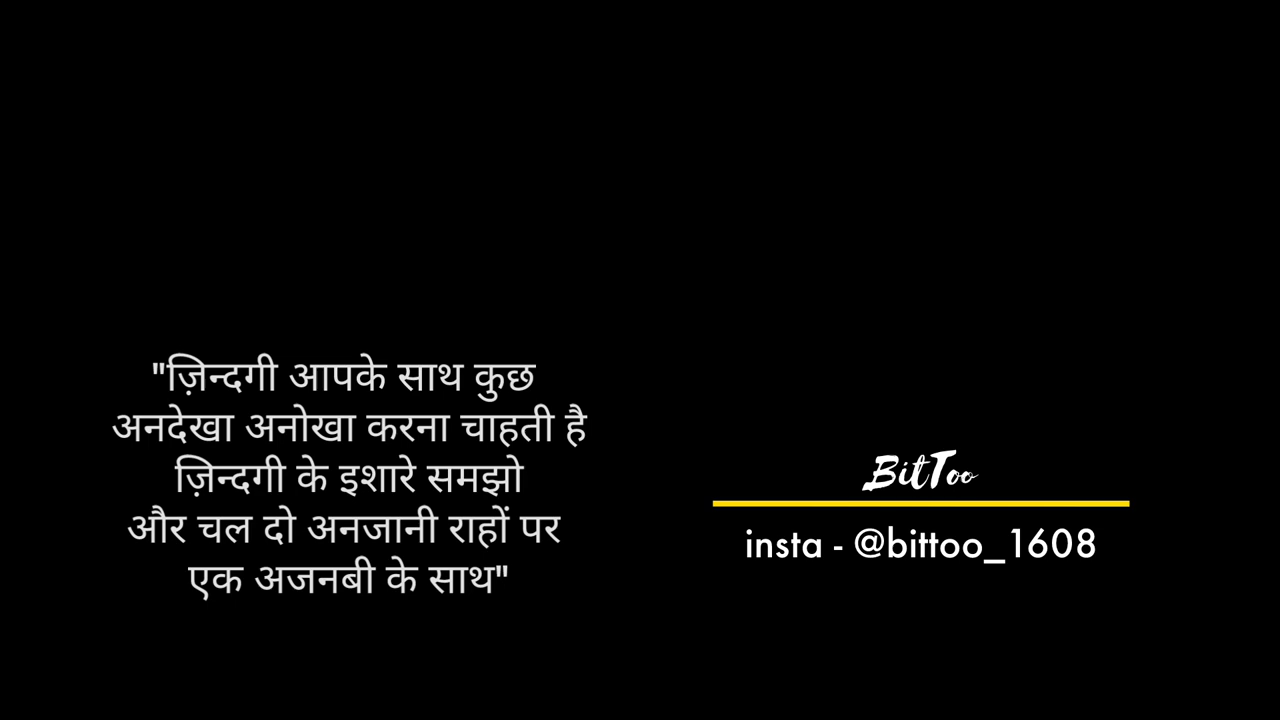 "ज़िन्दगी आपके साथ कुछ
अनदेखा अनोखा करना चाहती है
ज़िन्दगी के इशारे समझो
और चल दो अनजानी राहों पर
एक अजनबी के साथ"
BitToo
insta - @bittoo_1608